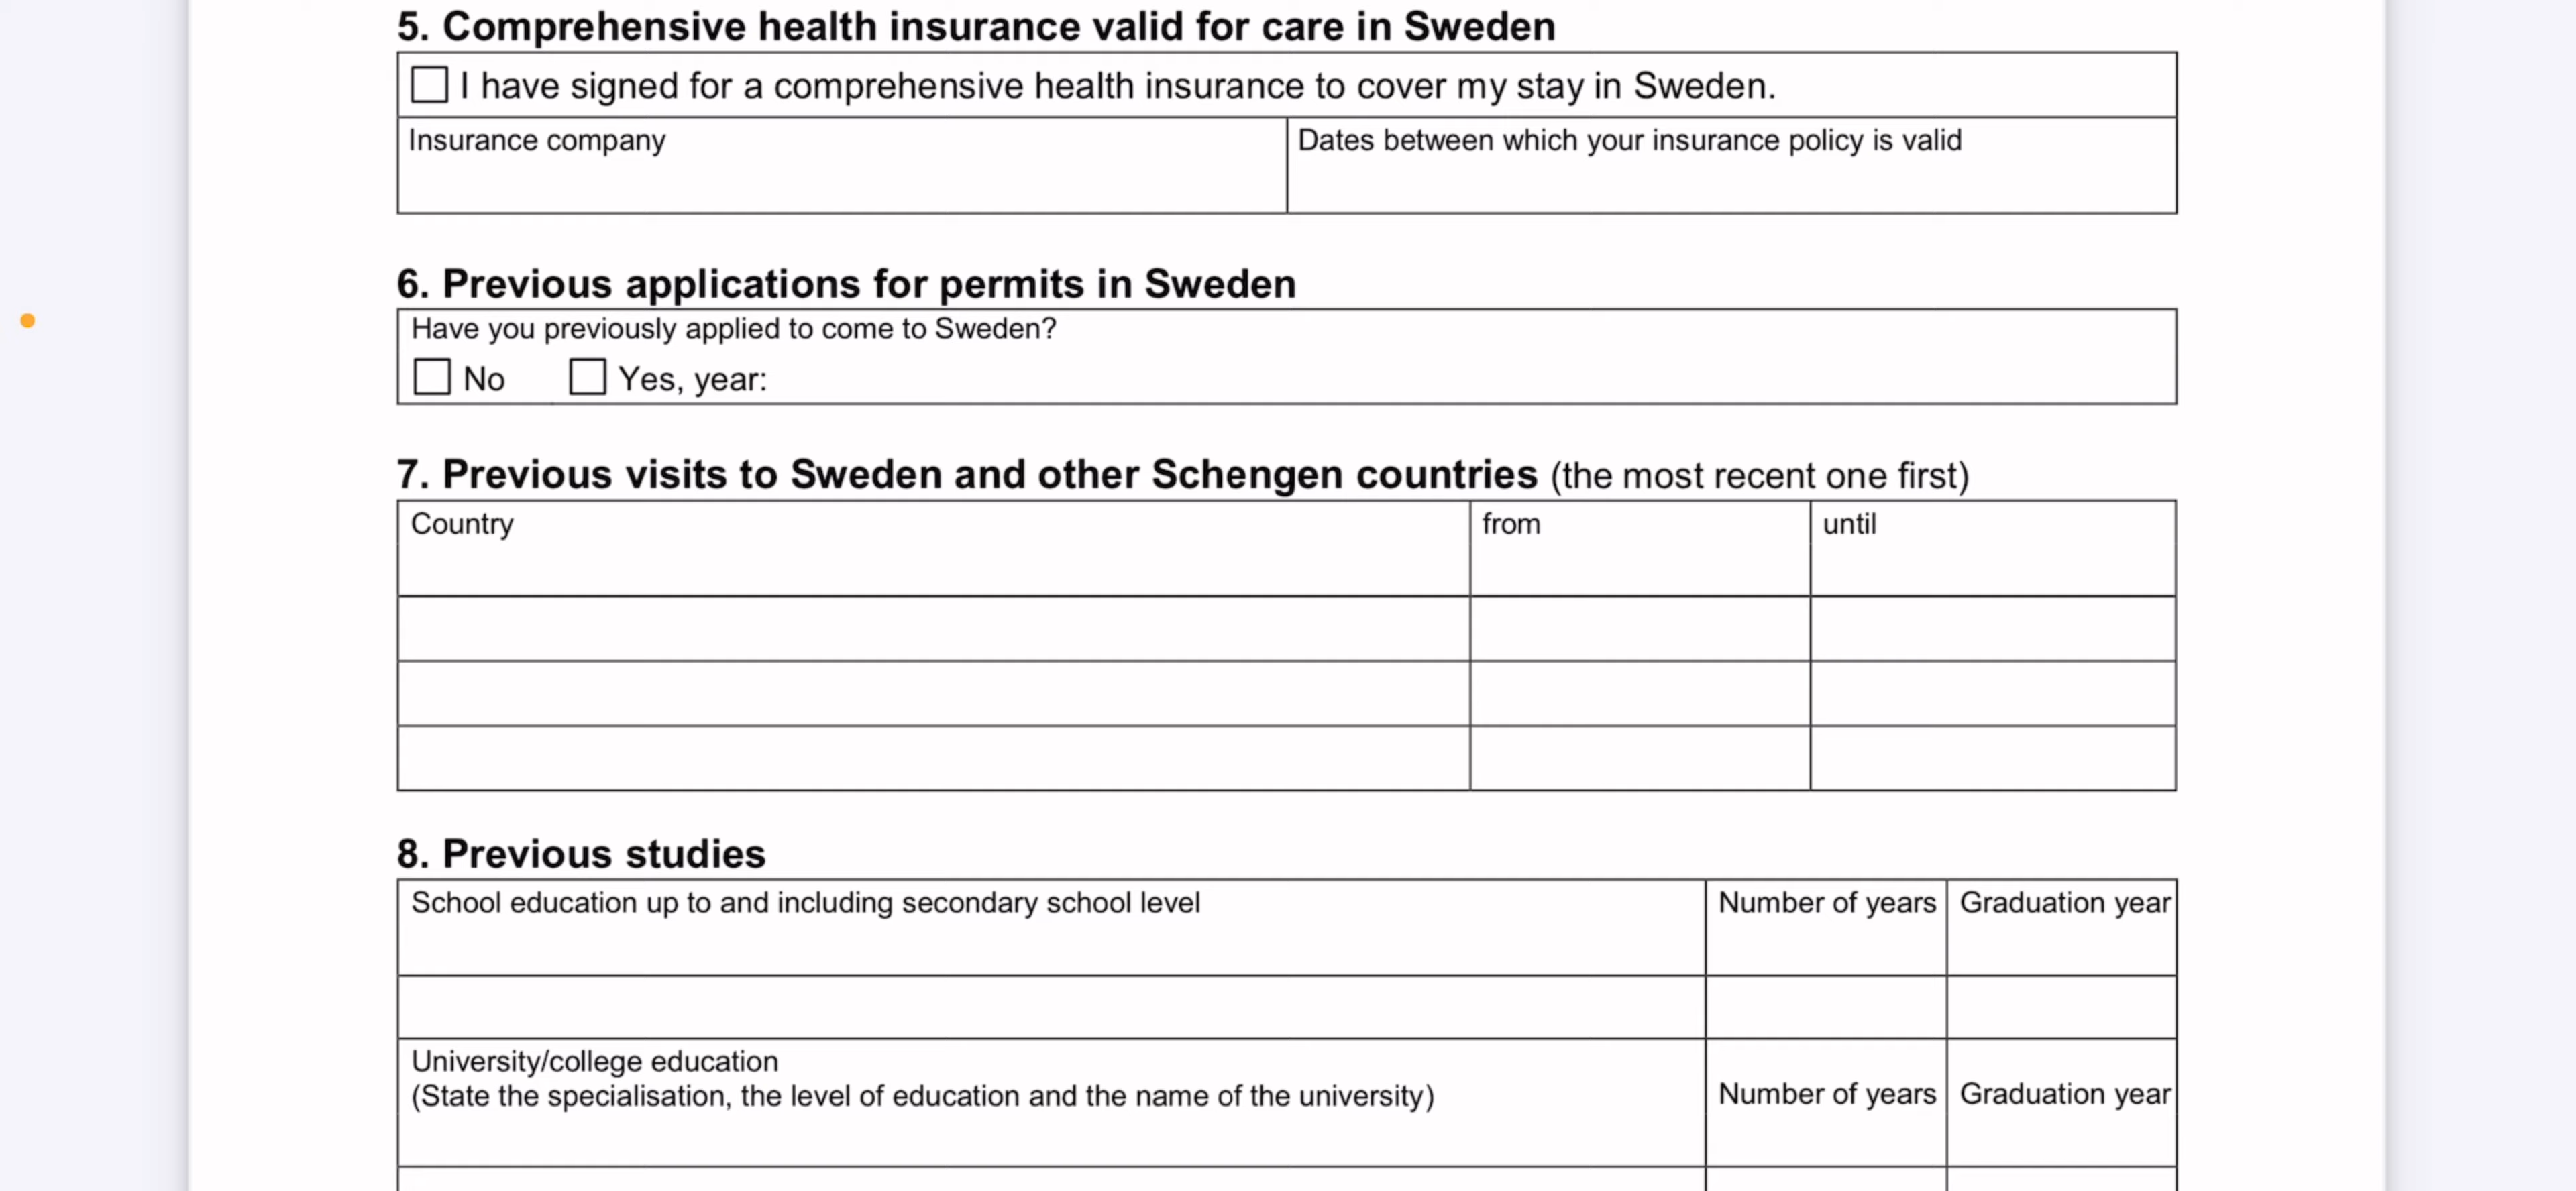 5. Comprehensive health insurance valid for care in Sweden
I have signed for a comprehensive health insurance to cover my stay in Sweden.
Insurance company
Dates between which your insurance policy is valid
6. Previous applications for permits in Sweden
Have you previously applied to come to Sweden?
No Yes, year:
7. Previous visits to Sweden and other Schengen countries (the most recent one first)
Country from until
8. Previous studies
School education up to and including secondary school level Number of years Graduation year
University/college education
(State the specialisation, the level of education and the name of the university) Number of years Graduation year